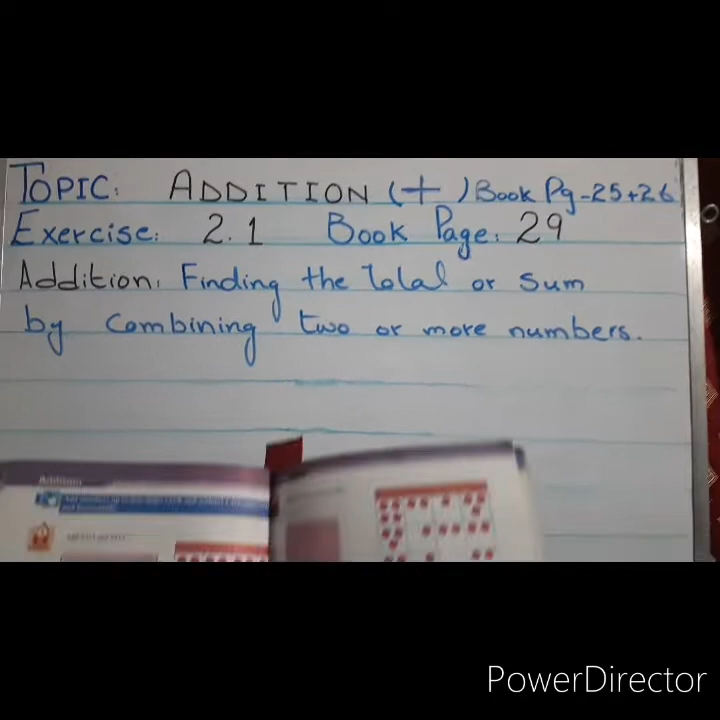 TOPIC: ADDITION (+) Book Pg-25+26
Exercise: 2.1 Book Page: 29
Addition: Finding the Total or Sum
by Combining two or more numbers.
Addition
PowerDirector